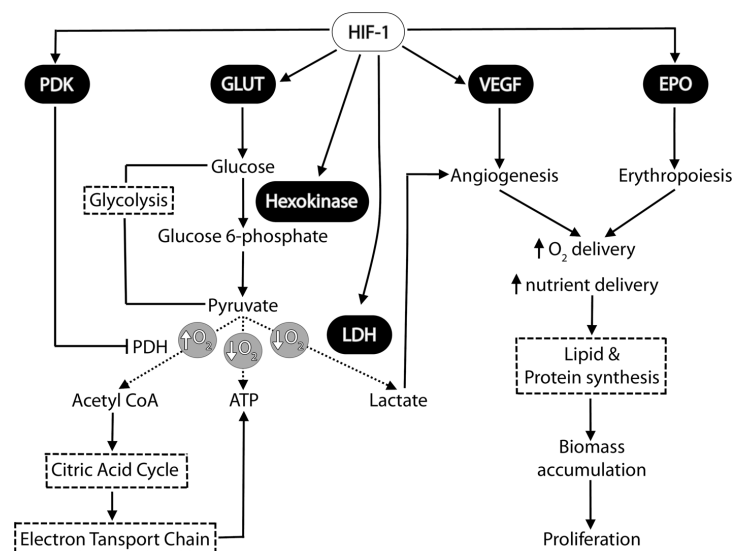 HIF-1
PDK
GLUT
VEGF
EPO
Glucose
Angiogenesis
Erythropoiesis
Glycolysis
Hexokinase
Glucose 6-phosphate
↑ O₂ delivery
↑ nutrient delivery
Pyruvate
LDH
PDH
↑O₂
↓O₂
↓O₂
Lipid &
Protein synthesis
Acetyl CoA
ATP
Lactate
Citric Acid Cycle
Biomass
accumulation
Electron Tansport Chain
Proliferation